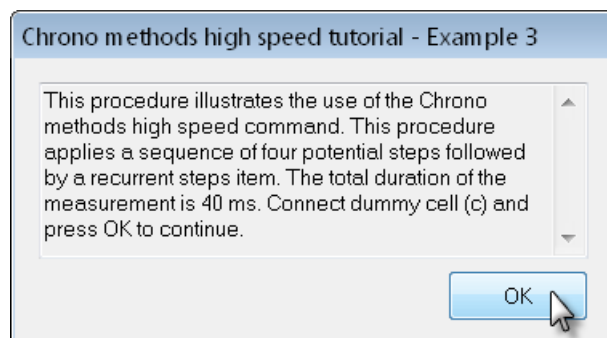 Chrono methods high speed tutorial - Example 3
This procedure illustrates the use of the Chrono
methods high speed command. This procedure
applies a sequence of four potential steps followed
by a recurrent steps item. The total duration of the
measurement is 40 ms. Connect dummy cell (c) and
press OK to continue.
OK